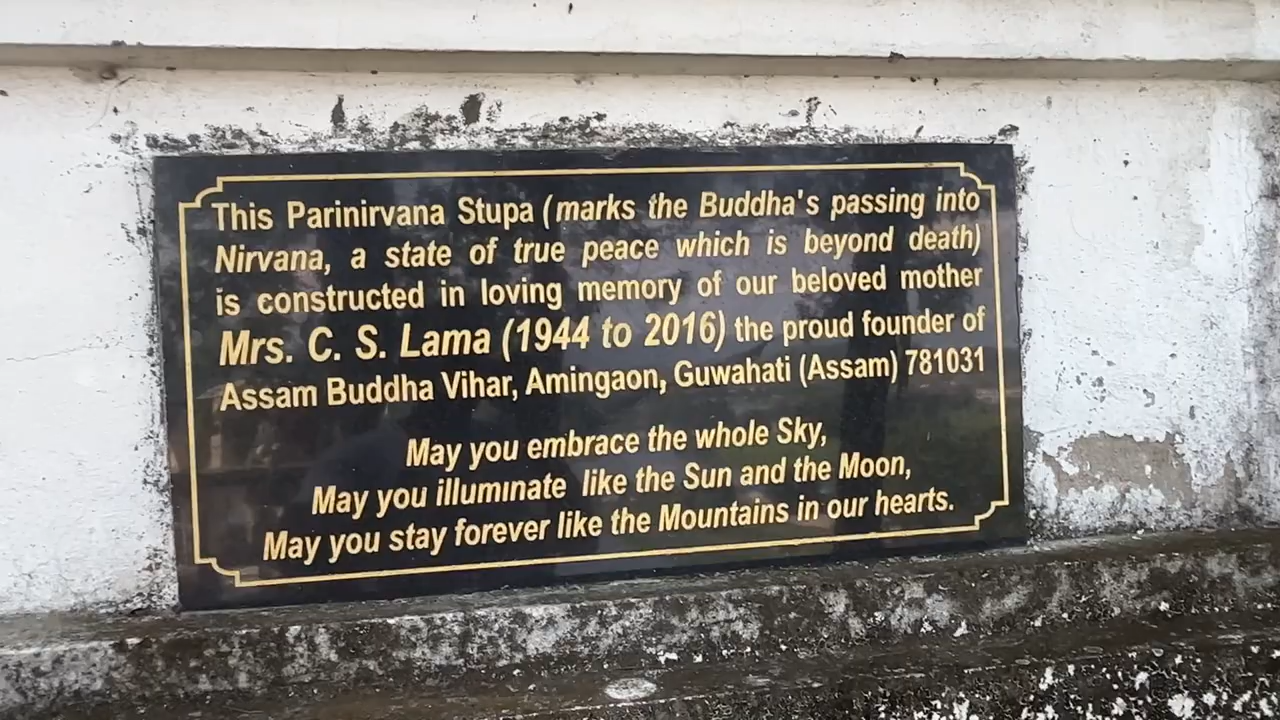 This Parinirvana Stupa (marks the Buddha's passing into
Nirvana, a state of true peace which is beyond death)
is constructed in loving memory of our beloved mother
Mrs. C. S. Lama (1944 to 2016) the proud founder of
Assam Buddha Vihar, Amingaon, Guwahati (Assam) 781031
May you embrace the whole Sky,
May you illumınate like the Sun and the Moon,
May you stay forever like the Mountains in our hearts.